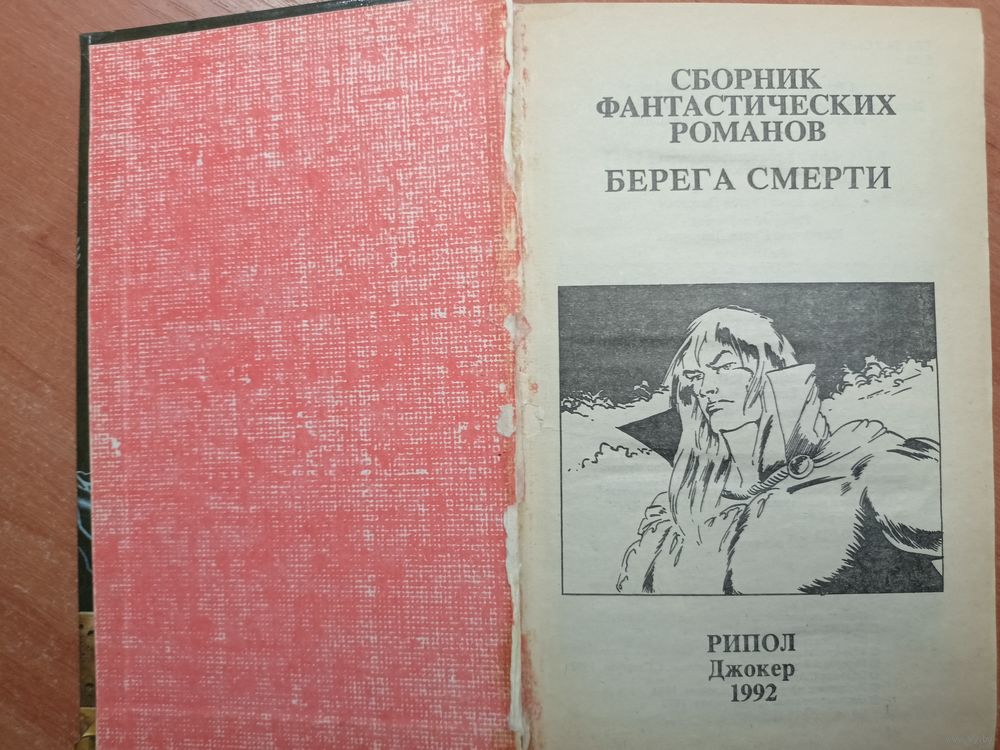 СБОРНИК
ФАНТАСТИЧЕСКИХ
РОМАНОВ
БЕРЕГА СМЕРТИ
РИПОЛ
Джокер
1992